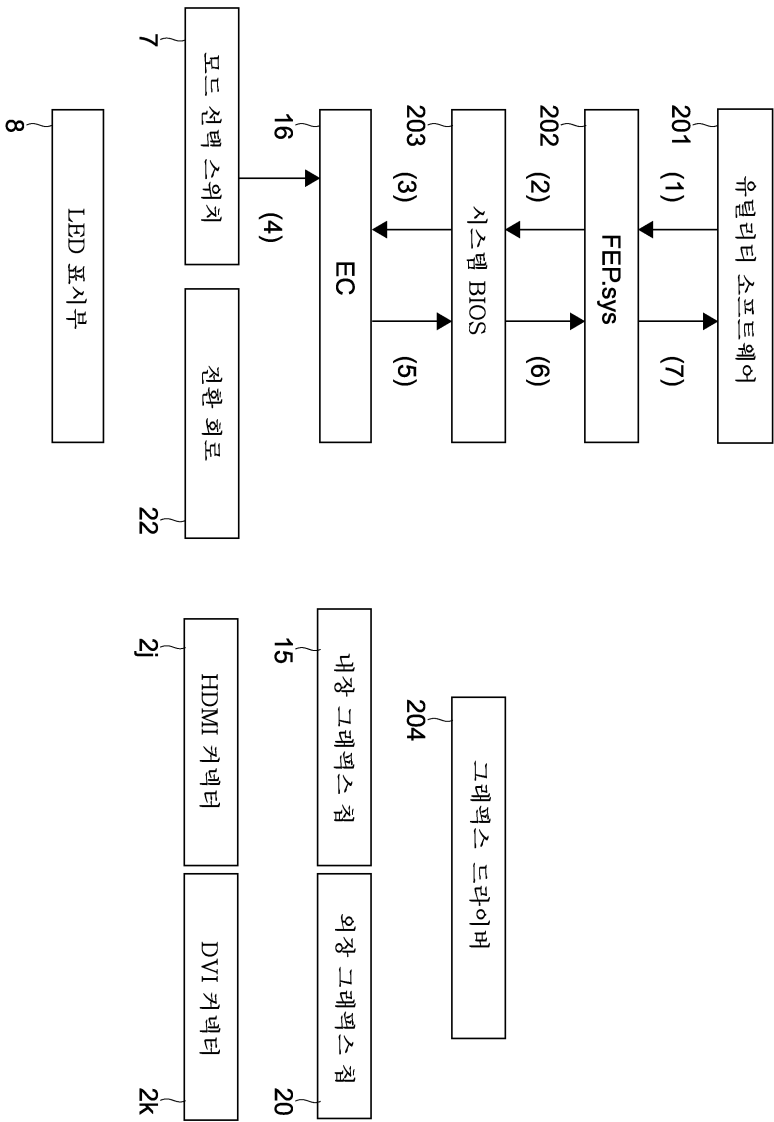 201
유틸리티 소프트웨어
(1)
(7)
202
FEP.sys
(2)
(6)
203
시스템 BIOS
204
그래픽스 드라이버
(3)
(5)
16
EC
15
내장 그래픽스 칩
외장 그래픽스 칩
20
(4)
7
모드 선택 스위치
전환 회로
22
2j
HDMI 커넥터
DVI 커넥터
2k
8
LED 표시부